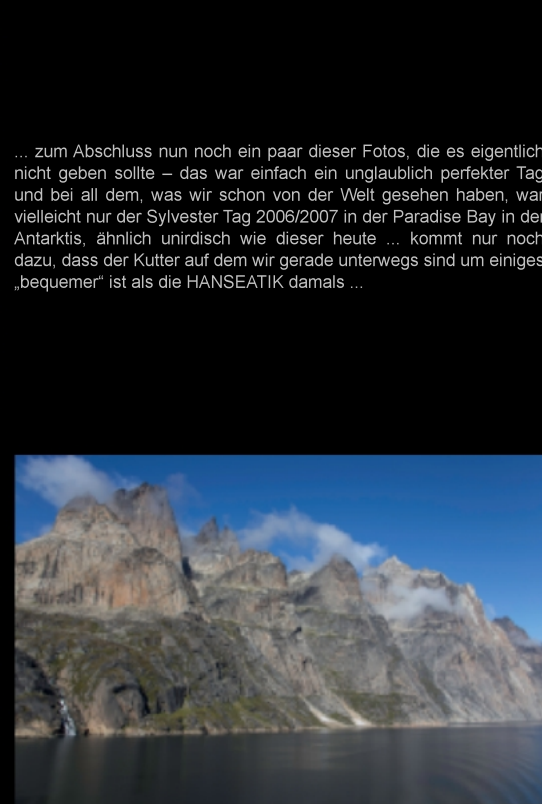 ... zum Abschluss nun noch ein paar dieser Fotos, die es eigentlich
nicht geben sollte – das war einfach ein unglaublich perfekter Tag
und bei all dem, was wir schon von der Welt gesehen haben, war
vielleicht nur der Sylvester Tag 2006/2007 in der Paradise Bay in der
Antarktis, ähnlich unirdisch wie dieser heute ... kommt nur noch
dazu, dass der Kutter auf dem wir gerade unterwegs sind um einiges
„bequemer“ ist als die HANSEATIK damals ...